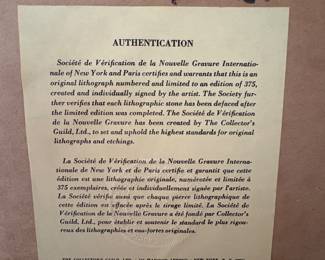 AUTHENTICATION
Société de Vérification de la Nouvelle Gravure Internatio-
nale of New York and Paris certifies and warrants that this is an
original lithograph numbered and limited to an edition of 375,
created and individually signed by the artist. The Society fur-
ther verifies that each lithographic stone has been defaced after
the limited edition was completed. The Société de Vérification
de la Nouvelle Gravure has been created by The Collectors'
Guild, Ltd., to set and uphold the highest standards for original
lithographs and etchings.
La Société de Vérification de la Nouvelle Gravure Interna-
tionale de New York et de Paris certifie et garantit que cette
édition est une lithographie originale, numérotée et limitée à
375 exemplaires, créée et individuellement signée par l'artiste.
La Société vérifie aussi que chaque pierre lithographique de
cette édition en effacée après le tirage limité. La Société de
Vérification de la Nouvelle Gravure a été fondé par Collector's
Guild, Ltd., pour établir et soutenir le standard le plus rigou-
reux des lithographies et eau-fortes originales.